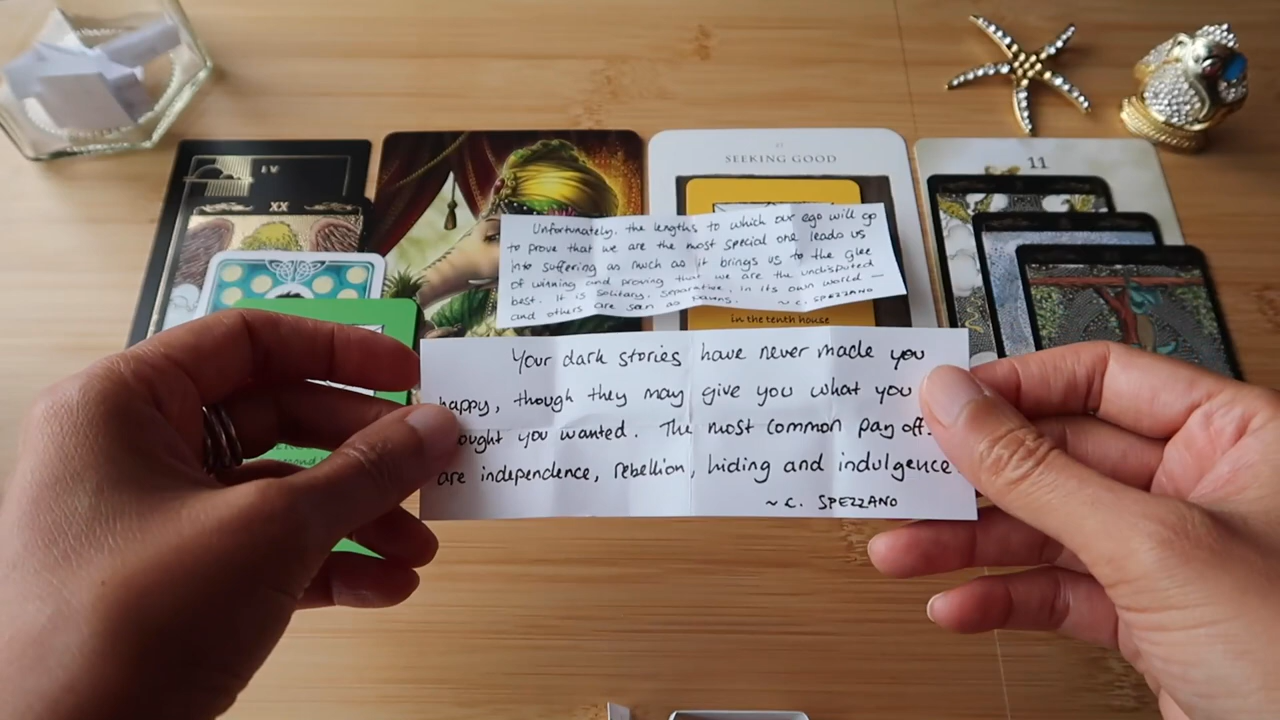 IV
XX
SEEKING GOOD
11
Unfortunately, the lengths to which our ego will go
to prove that we are the most special one leads us
into suffering as much as it brings us to the glee
of winning and proving that we are the undisputed
best. It is solitary, separative, in its own world —
and others are seen as
~ C. SPEZZANO
in the tenth house
Your dark stories have never made you
happy, though they may give you what you
ought you wanted. The most common pay off
are independence, rebellion, hiding and indulgence
~ C. SPEZZANO